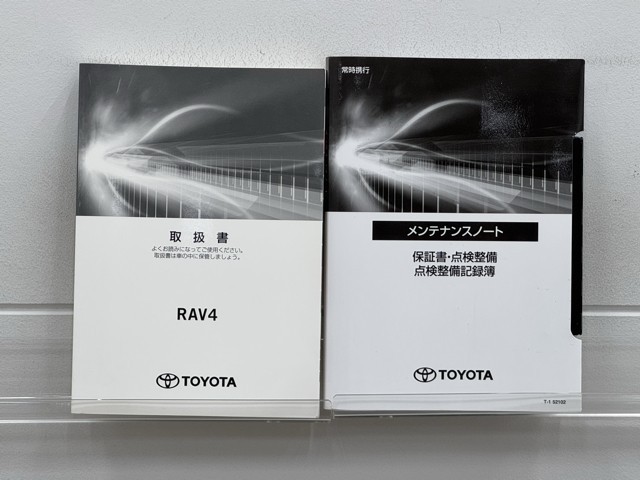 取扱書
よくお読みになってご使用ください。
取扱書は車の中に保管しましょう。
RAV4
TOYOTA
常時携行
メンテナンスノート
保証書・点検整備
点検整備記録簿
TOYOTA
T-1 62102